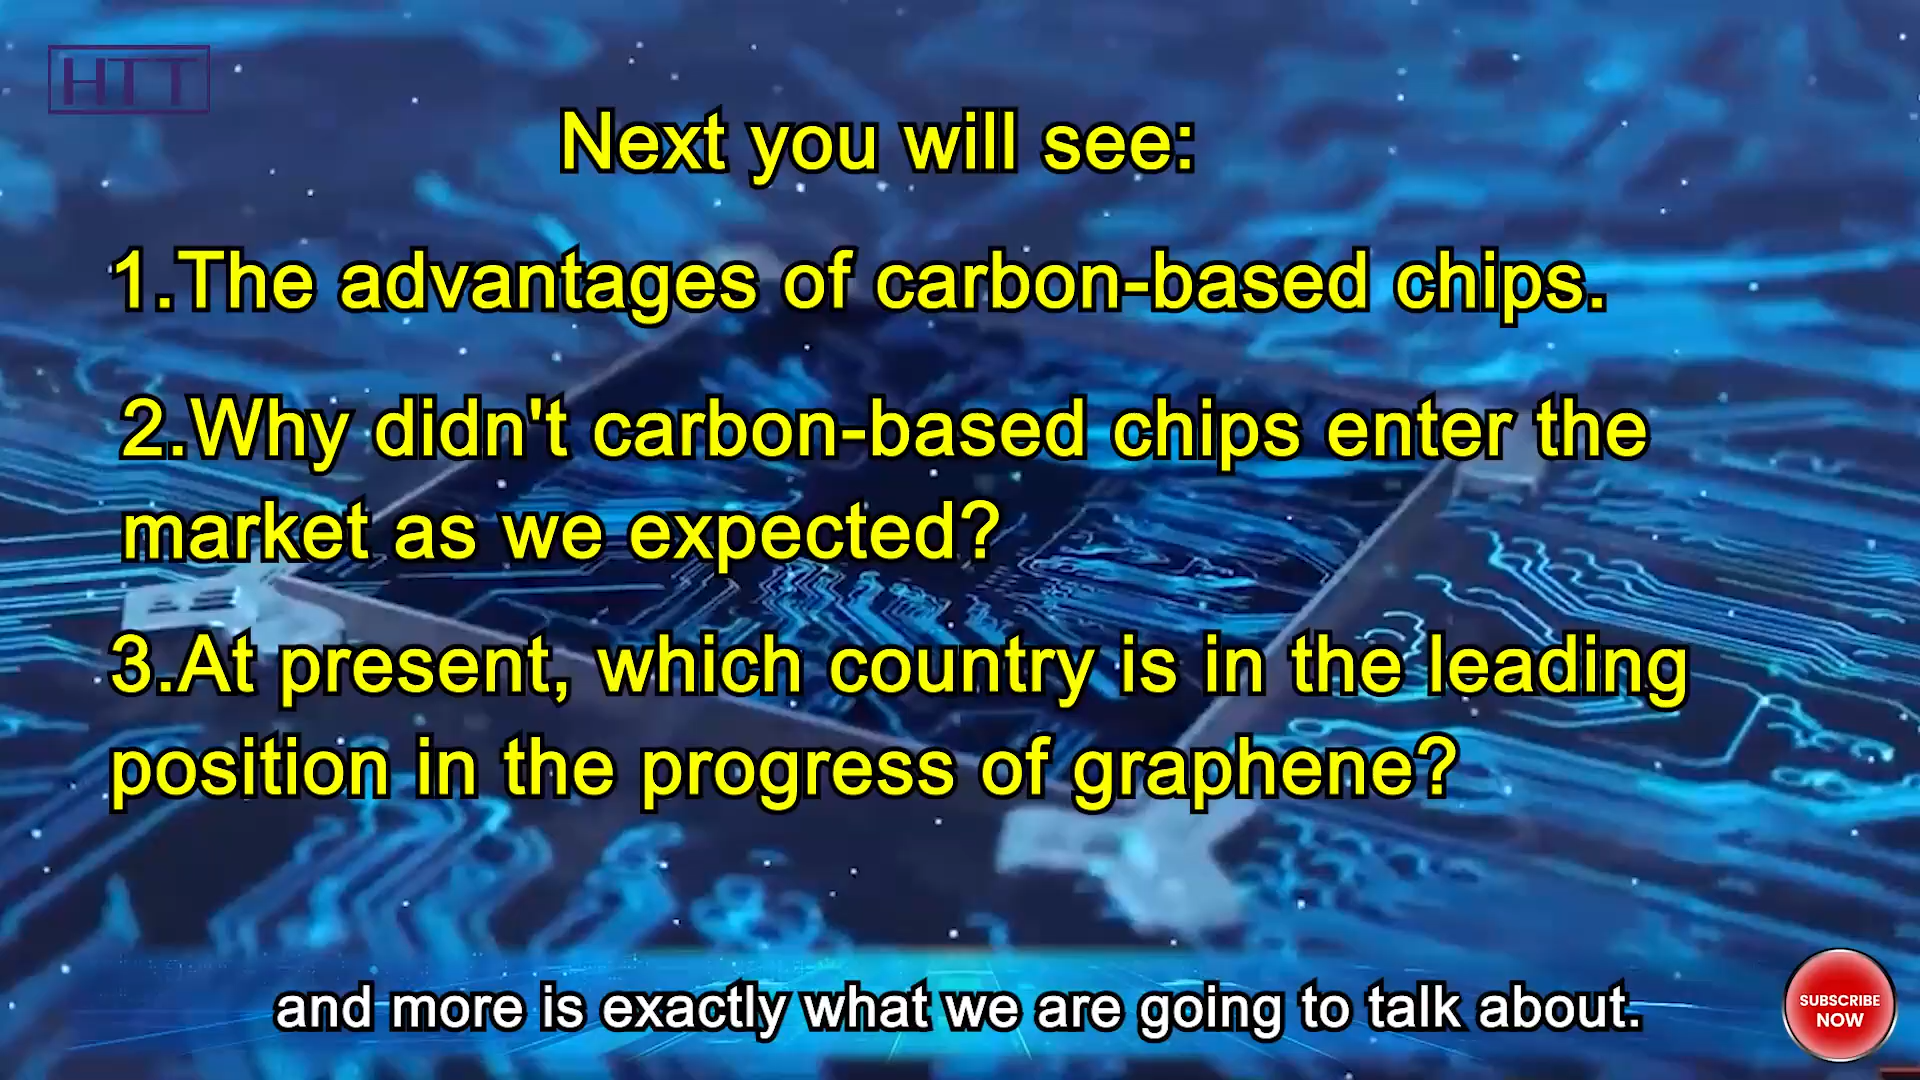 HTT
Next you will see:
1.The advantages of carbon-based chips.
2.Why didn't carbon-based chips enter the
market as we expected?
3.At present, which country is in the leading
position in the progress of graphene?
and more is exactly what we are going to talk about.
SUBSCRIBE
NOW